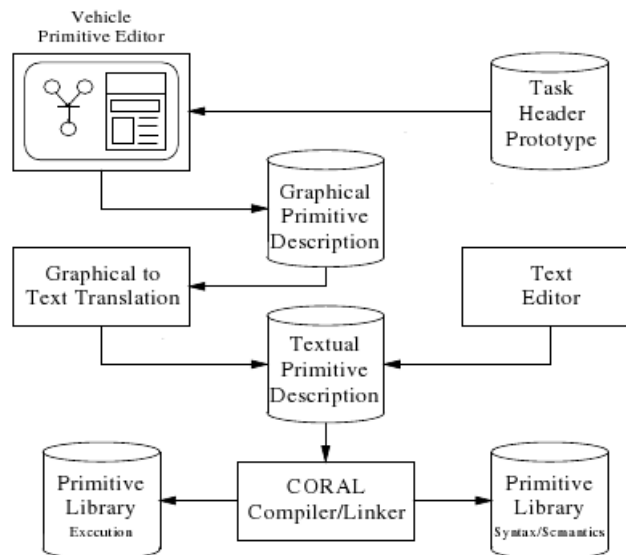 Vehicle
Primitive Editor
Task
Header
Prototype
Graphical
Primitive
Description
Graphical to
Text Translation
Text
Editor
Textual
Primitive
Description
Primitive
Library
Execution
CORAL
Compiler/Linker
Primitive
Library
Syntax/Semantics